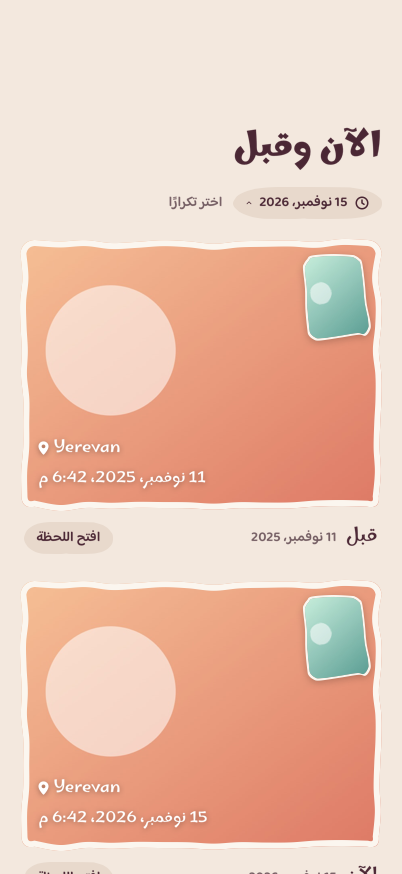 الآن وقبل
15 نوفمبر، 2026 اختر تكرارًا
Yerevan
11 نوفمبر، 2025، 6:42 م
قبل 11 نوفمبر، 2025 افتح اللحظة
Yerevan
15 نوفمبر، 2026، 6:42 م